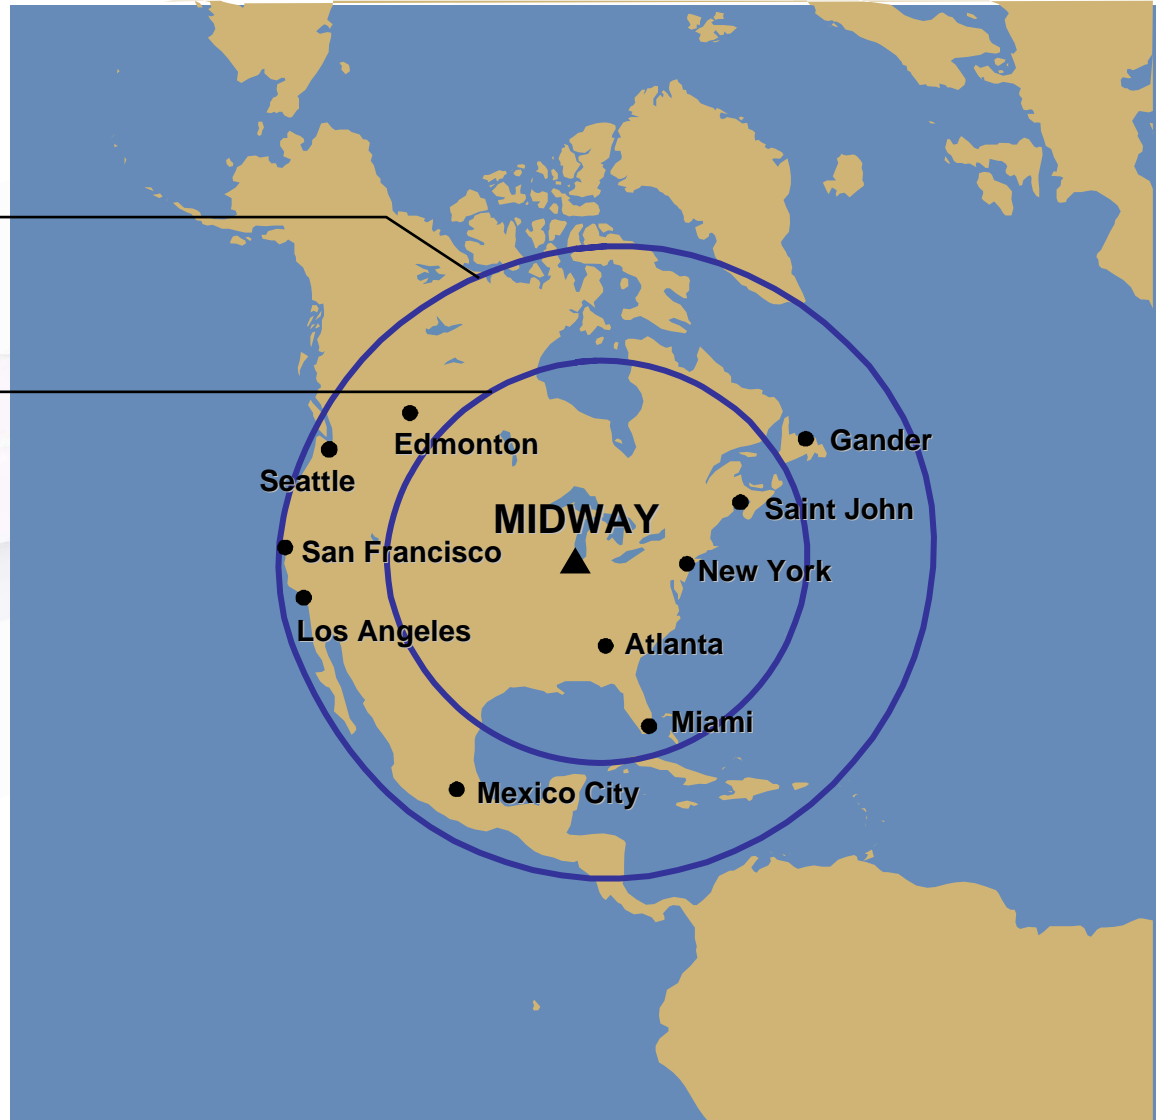 Edmonton
Gander
Seattle
MIDWAY
Saint John
San Francisco
New York
Los Angeles
Atlanta
Miami
Mexico City